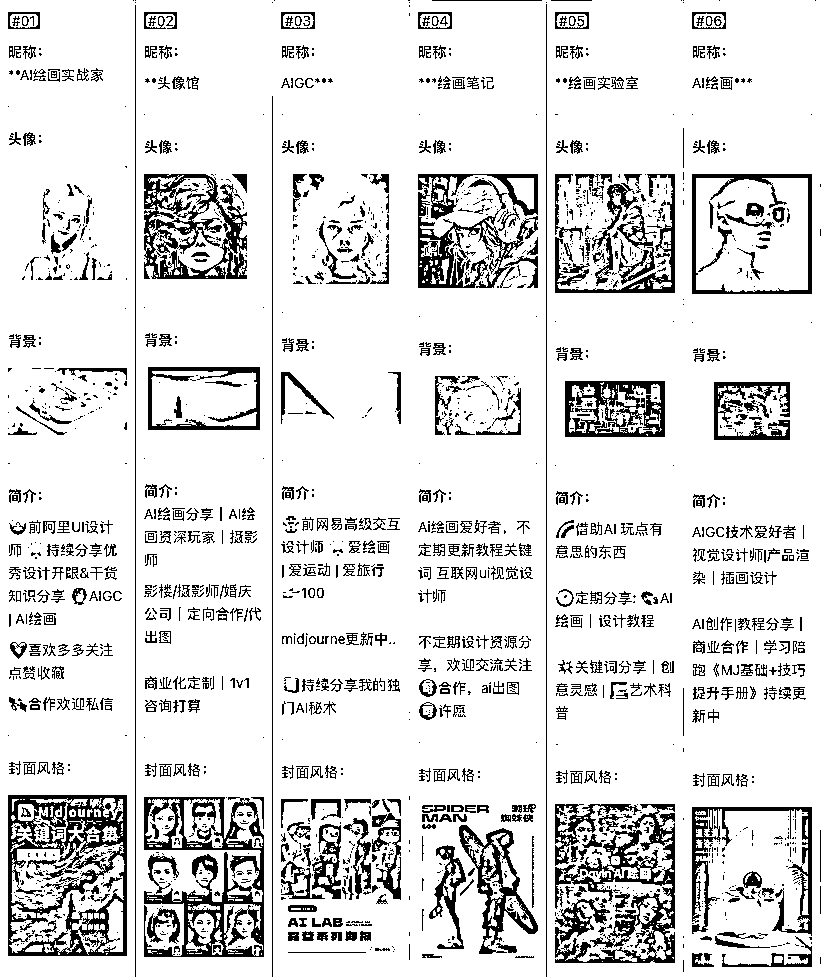 #01
昵称：
**AI绘画实战家
头像：
背景：
简介：
前阿里UI设计
师 持续分享优
秀设计开眼&干货
知识分享 AIGC
| AI绘画
喜欢多多关注
点赞收藏
合作欢迎私信
封面风格：
Midjourney
关键词大合集
#02
昵称：
**头像馆
头像：
背景：
简介：
AI绘画分享｜AI绘
画资深玩家｜摄影
师
影楼/摄影师/婚庆
公司｜定向合作/代
出图
商业化定制｜1v1
咨询打算
封面风格：
#03
昵称：
AIGC***
头像：
背景：
简介：
前网易高级交互
设计师 爱绘画
| 爱运动 | 爱旅行
100
midjourne更新中..
持续分享我的独
门AI秘术
封面风格：
AI LAB
#04
昵称：
***绘画笔记
头像：
背景：
简介：
Ai绘画爱好者，不
定期更新教程关键
词 互联网ui视觉设
计师
不定期设计资源分
享，欢迎交流关注
合作，ai出图
许愿
封面风格：
SPIDER
MAN
蜘蛛侠
#05
昵称：
**绘画实验室
头像：
背景：
简介：
借助AI 玩点有
意思的东西
定期分享: AI
绘画｜设计教程
关键词分享｜创
意灵感 | 艺术科
普
封面风格：
#06
昵称：
AI绘画***
头像：
背景：
简介：
AIGC技术爱好者｜
视觉设计师|产品渲
染｜插画设计
AI创作|教程分享｜
商业合作｜学习陪
跑《MJ基础+技巧
提升手册》持续更
新中
封面风格：